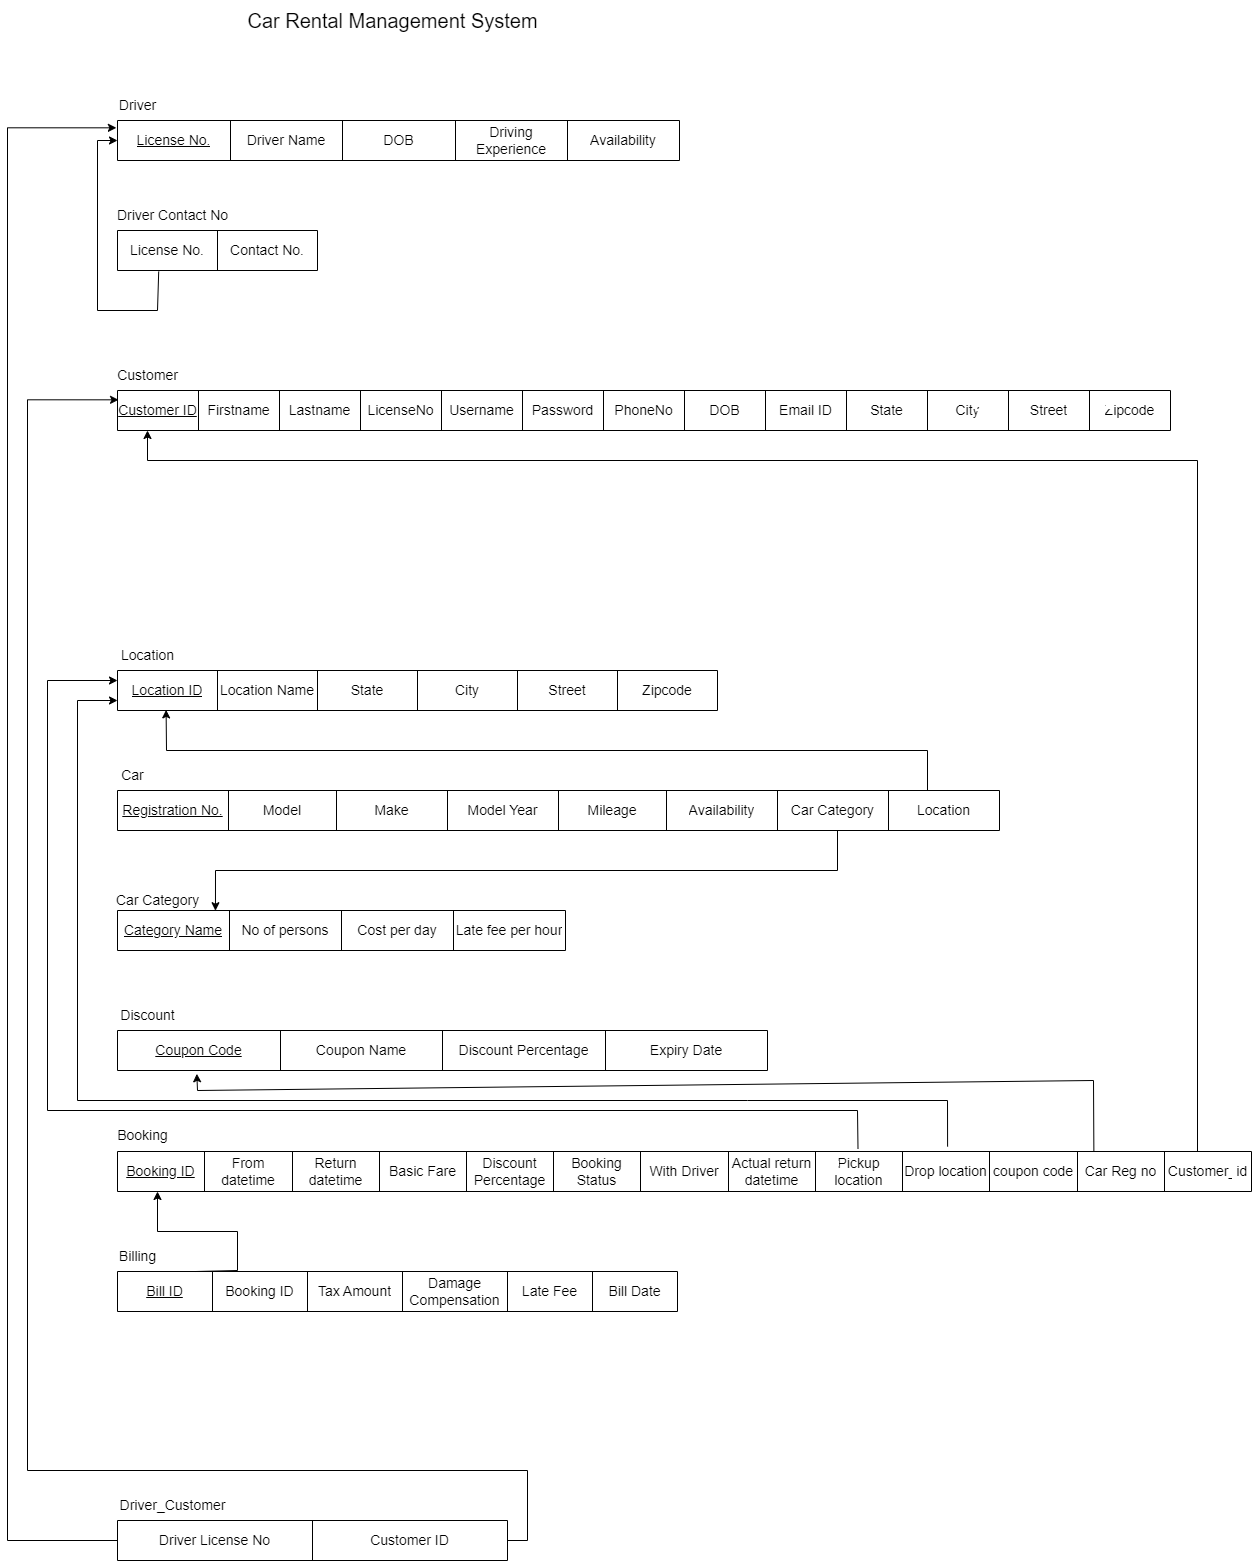 Car Rental Management System
Driver
License No. Driver Name DOB Driving Experience Availability
Driver Contact No
License No. Contact No.
Customer
Customer ID Firstname Lastname LicenseNo Username Password PhoneNo DOB Email ID State City Street Zipcode
Location
Location ID Location Name State City Street Zipcode
Car
Registration No. Model Make Model Year Mileage Availability Car Category Location
Car Category
Category Name No of persons Cost per day Late fee per hour
Discount
Coupon Code Coupon Name Discount Percentage Expiry Date
Booking
Booking ID From datetime Return datetime Basic Fare Discount Percentage Booking Status With Driver Actual return datetime Pickup location Drop location coupon code Car Reg no Customer_id
Billing
Bill ID Booking ID Tax Amount Damage Compensation Late Fee Bill Date
Driver_Customer
Driver License No Customer ID